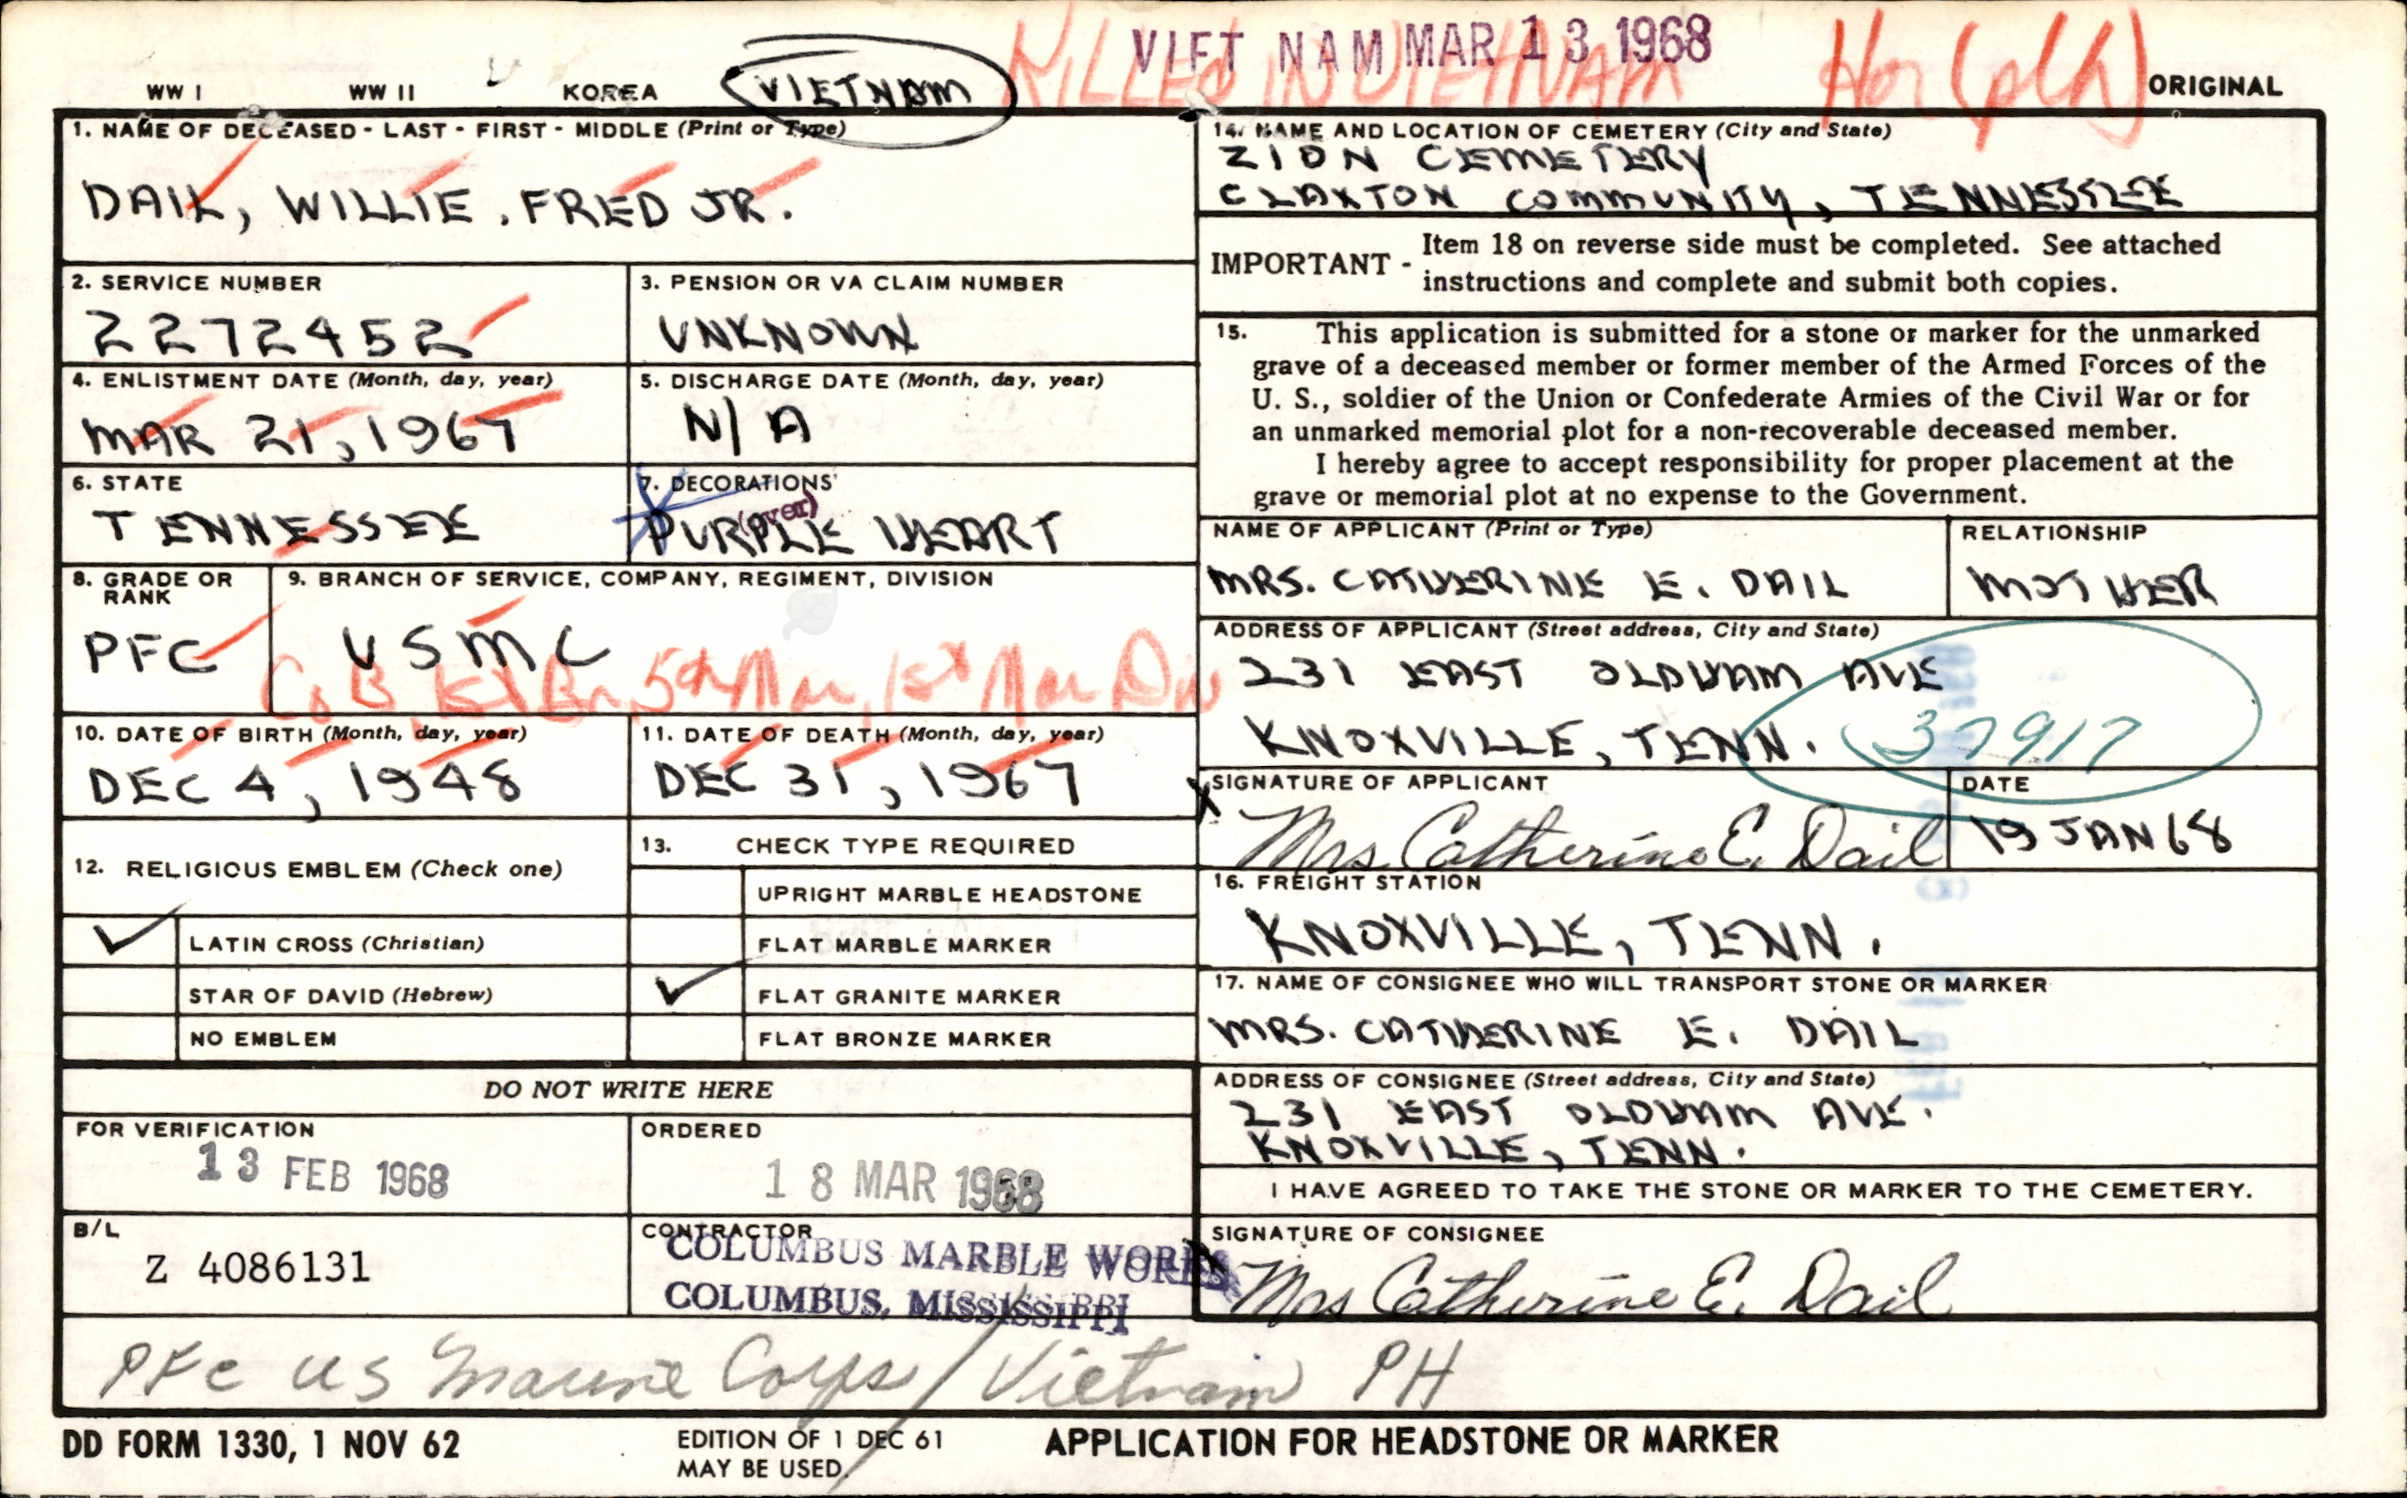 VIET NAM MAR 13 1968
KILLED IN VIETNAM
WW I WW II KOREA VIETNAM ORIGINAL
1. NAME OF DECEASED - LAST - FIRST - MIDDLE (Print or Type)
DAIL, WILLIE. FRED JR.
2. SERVICE NUMBER
2272452
3. PENSION OR VA CLAIM NUMBER
UNKNOWN
4. ENLISTMENT DATE (Month, day, year)
MAR 21, 1967
5. DISCHARGE DATE (Month, day, year)
N/A
6. STATE
TENNESSEE
7. DECORATIONS
(over)
PURPLE HEART
8. GRADE OR RANK
PFC
9. BRANCH OF SERVICE, COMPANY, REGIMENT, DIVISION
USMC
Co B, 1st Bn, 5th Mar, 1st Mar Div
10. DATE OF BIRTH (Month, day, year)
DEC 4, 1948
11. DATE OF DEATH (Month, day, year)
DEC 31, 1967
12. RELIGIOUS EMBLEM (Check one)
✓ LATIN CROSS (Christian)
STAR OF DAVID (Hebrew)
NO EMBLEM
13. CHECK TYPE REQUIRED
UPRIGHT MARBLE HEADSTONE
FLAT MARBLE MARKER
✓ FLAT GRANITE MARKER
FLAT BRONZE MARKER
DO NOT WRITE HERE
FOR VERIFICATION
13 FEB 1968
ORDERED
18 MAR 1968
B/L
Z 4086131
CONTRACTOR
COLUMBUS MARBLE WORKS
COLUMBUS, MISSISSIPPI
14. NAME AND LOCATION OF CEMETERY (City and State)
ZION CEMETERY
CLAXTON COMMUNITY, TENNESSEE
IMPORTANT - Item 18 on reverse side must be completed. See attached
instructions and complete and submit both copies.
15. This application is submitted for a stone or marker for the unmarked
grave of a deceased member or former member of the Armed Forces of the
U. S., soldier of the Union or Confederate Armies of the Civil War or for
an unmarked memorial plot for a non-recoverable deceased member.
I hereby agree to accept responsibility for proper placement at the
grave or memorial plot at no expense to the Government.
NAME OF APPLICANT (Print or Type)
MRS. CATHERINE E. DAIL
RELATIONSHIP
MOTHER
ADDRESS OF APPLICANT (Street address, City and State)
231 EAST OLDHAM AVE
KNOXVILLE, TENN. 37917
SIGNATURE OF APPLICANT
X Mrs. Catherine E. Dail
DATE
19 JAN 68
16. FREIGHT STATION
KNOXVILLE, TENN.
17. NAME OF CONSIGNEE WHO WILL TRANSPORT STONE OR MARKER
MRS. CATHERINE E. DAIL
ADDRESS OF CONSIGNEE (Street address, City and State)
231 EAST OLDHAM AVE.
KNOXVILLE, TENN.
I HAVE AGREED TO TAKE THE STONE OR MARKER TO THE CEMETERY.
SIGNATURE OF CONSIGNEE
Mrs Catherine E. Dail
PFC US Marine Corps / Vietnam PH
DD FORM 1330, 1 NOV 62
EDITION OF 1 DEC 61
MAY BE USED.
APPLICATION FOR HEADSTONE OR MARKER